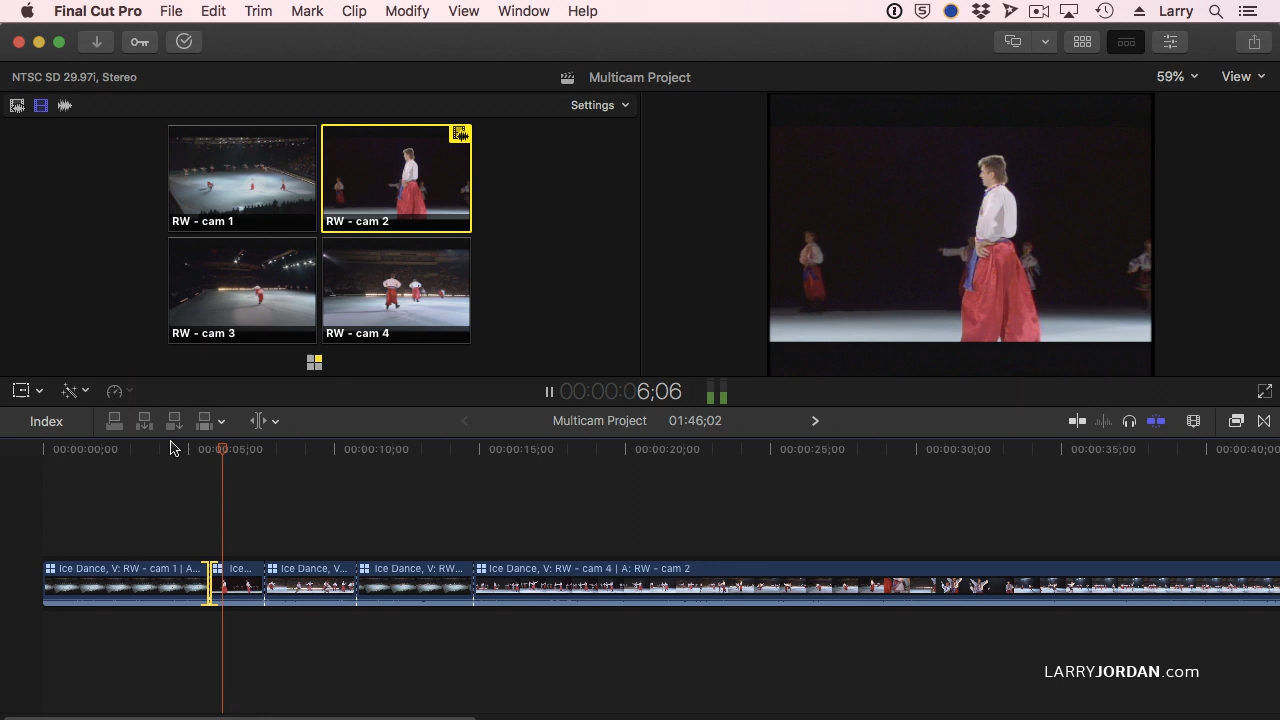 Final Cut Pro File Edit Trim Mark Clip Modify View Window Help Larry
NTSC SD 29.97i, Stereo Multicam Project 59% View
Settings
RW - cam 1 RW - cam 2
RW - cam 3 RW - cam 4
00:00:06;06
Index Multicam Project 01:46;02
00:00:00;00 00:00:05;00 00:00:10;00 00:00:15;00 00:00:20;00 00:00:25;00 00:00:30;00 00:00:35;00 00:00:40;00
Ice Dance, V: RW - cam 1 | A... Ice... Ice Dance, V... Ice Dance, V: RW... Ice Dance, V: RW - cam 4 | A: RW - cam 2
LARRYJORDAN.com